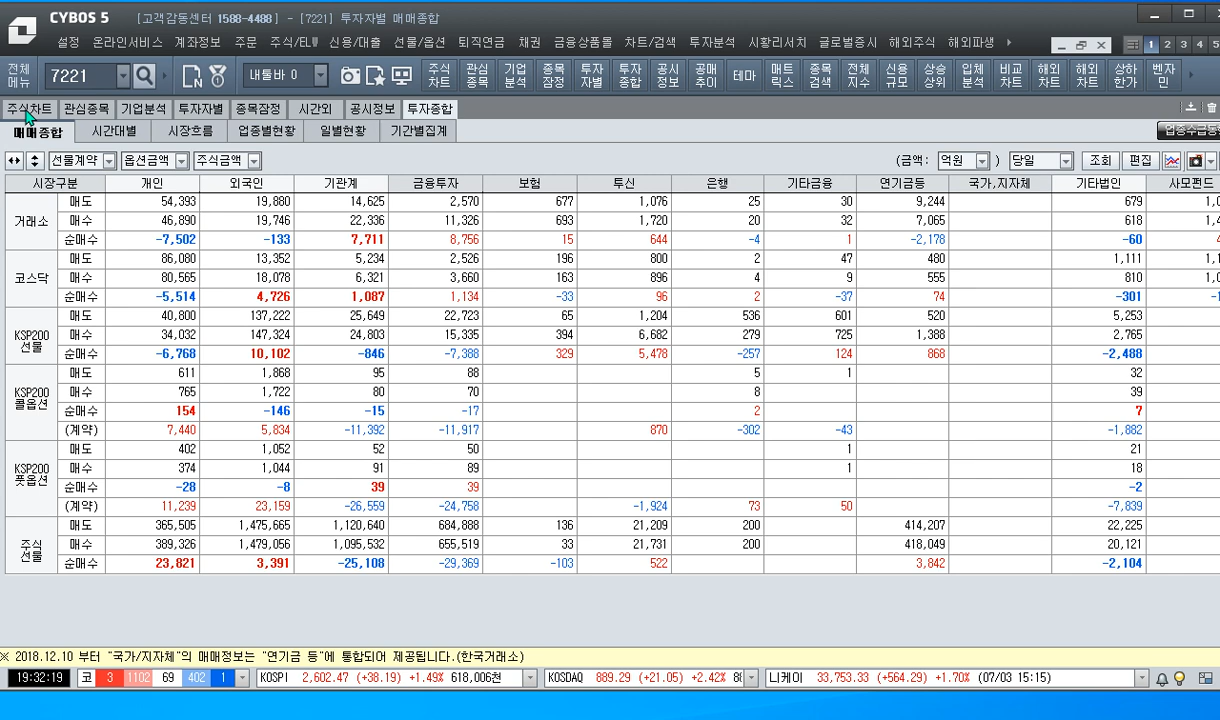 CYBOS 5 [고객감동센터 1588-4488] - [7221] 투자자별 매매종합
설정 온라인서비스 계좌정보 주문 주식/ELW 신용/대출 선물/옵션 퇴직연금 채권 금융상품몰 차트/검색 투자분석 시황리서치 글로벌증시 해외주식 해외파생 1 2 3 4 5
전체메뉴 7221 내툴바 0 주식차트 관심종목 기업분석 종목잠정 투자자별 투자종합 공시정보 공매추이 테마 매트릭스 종목검색 전체지수 신용규모 상승상위 입체분석 비교차트 해외차트 해외차트 상하한가 벤자민
주식차트 관심종목 기업분석 투자자별 종목잠정 시간외 공시정보 투자종합
매매종합 시간대별 시장흐름 업종별현황 일별현황 기간별집계 업종수급동
선물계약 옵션금액 주식금액 (금액: 억원 ) 당일 조회 편집
시장구분 개인 외국인 기관계 금융투자 보험 투신 은행 기타금융 연기금등 국가,지자체 기타법인 사모펀드
거래소 매도 54,393 19,880 14,625 2,570 677 1,076 25 30 9,244 679
매수 46,890 19,746 22,336 11,326 693 1,720 20 32 7,065 618
순매수 -7,502 -133 7,711 8,756 15 644 -4 1 -2,178 -60
코스닥 매도 86,080 13,352 5,234 2,526 196 800 2 47 480 1,111
매수 80,565 18,078 6,321 3,660 163 896 4 9 555 810
순매수 -5,514 4,726 1,087 1,134 -33 96 2 -37 74 -301
KSP200 선물 매도 40,800 137,222 25,649 22,723 65 1,204 536 601 520 5,253
매수 34,032 147,324 24,803 15,335 394 6,682 279 725 1,388 2,765
순매수 -6,768 10,102 -846 -7,388 329 5,478 -257 124 868 -2,488
KSP200 콜옵션 매도 611 1,868 95 88 5 1 32
매수 765 1,722 80 70 8 39
순매수 154 -146 -15 -17 2 7
(계약) 7,440 5,834 -11,392 -11,917 870 -302 -43 -1,882
KSP200 풋옵션 매도 402 1,052 52 50 1 21
매수 374 1,044 91 89 1 18
순매수 -28 -8 39 39 -2
(계약) 11,239 23,159 -26,559 -24,758 -1,924 73 50 -7,839
주식 선물 매도 365,505 1,475,665 1,120,640 684,888 136 21,209 200 414,207 22,225
매수 389,326 1,479,056 1,095,532 655,519 33 21,731 200 418,049 20,121
순매수 23,821 3,391 -25,108 -29,369 -103 522 3,842 -2,104
※ 2018.12.10 부터 "국가/지자체"의 매매정보는 "연기금 등"에 통합되어 제공됩니다.(한국거래소)
19:32:19 코 3 1102 69 402 1 KOSPI 2,602.47 (+38.19) +1.49% 618,006천 KOSDAQ 889.29 (+21.05) +2.42% 니케이 33,753.33 (+564.29) +1.70% (07/03 15:15)